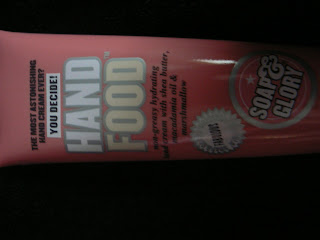 THE MOST ASTONISHING
HAND CREAM EVER?
YOU DECIDE!
HAND
FOOD™
non-greasy hydrating
hand cream with shea butter,
macadamia oil &
marshmallow
SOAP &
GLORY